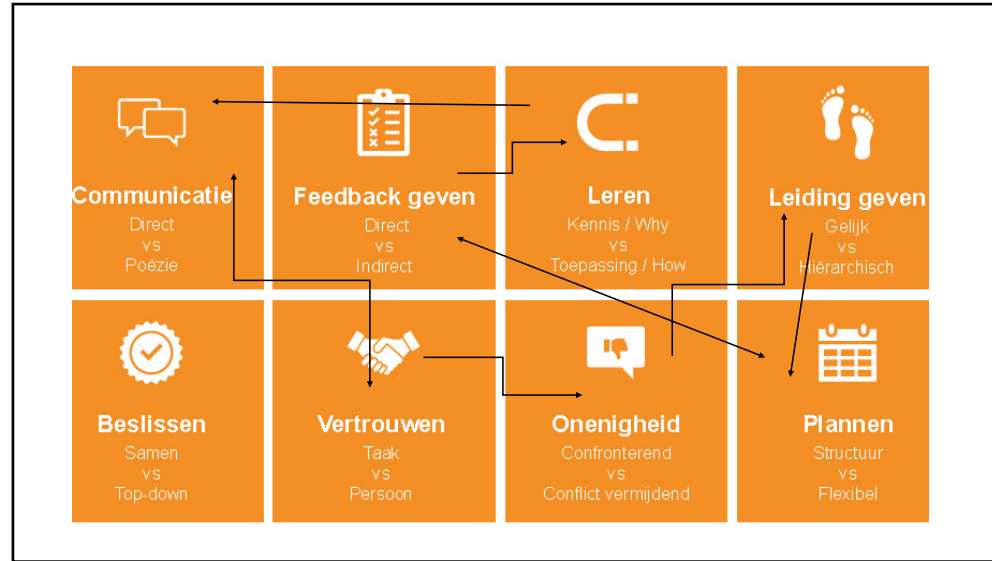 Communicatie
Direct
vs
Poëzie
Feedback geven
Direct
vs
Indirect
Leren
Kennis / Why
vs
Toepassing / How
Leiding geven
Gelijk
vs
Hiërarchisch
Beslissen
Samen
vs
Top-down
Vertrouwen
Taak
vs
Persoon
Onenigheid
Confronterend
vs
Conflict vermijdend
Plannen
Structuur
vs
Flexibel